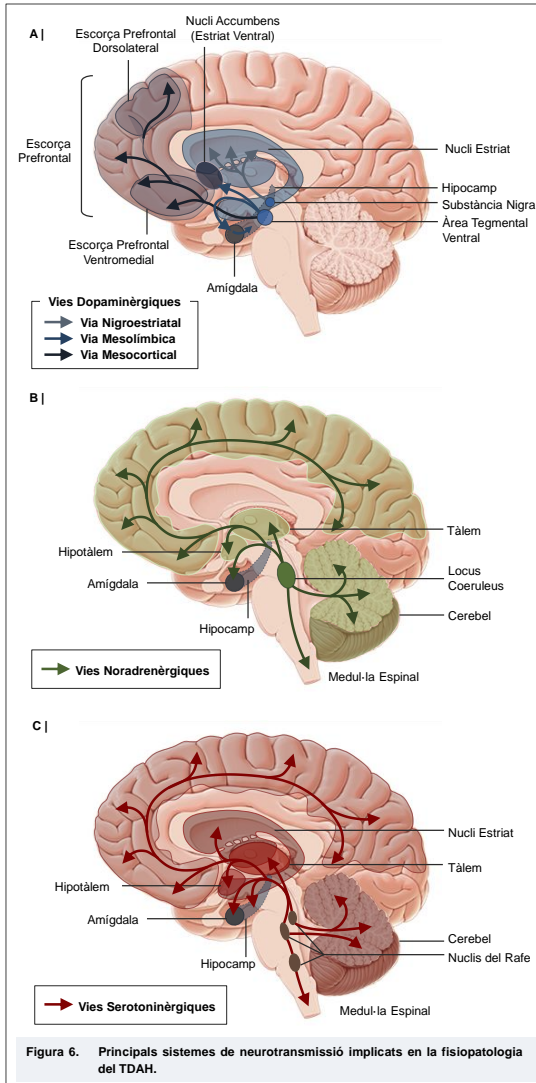 A |
Nucli Accumbens
(Estriat Ventral)
Escorça Prefrontal
Dorsolateral
Escorça
Prefrontal
Nucli Estriat
Hipocamp
Substància Nigra
Àrea Tegmental
Ventral
Escorça Prefrontal
Ventromedial
Amígdala
Vies Dopaminèrgiques
Via Nigroestriatal
Via Mesolímbica
Via Mesocortical
B |
Tàlem
Hipotàlem
Amígdala
Locus
Coeruleus
Hipocamp
Cerebel
Vies Noradrenèrgiques
Medul·la Espinal
C |
Nucli Estriat
Tàlem
Hipotàlem
Amígdala
Cerebel
Hipocamp
Nuclis del Rafe
Vies Serotoninèrgiques
Medul·la Espinal
Figura 6. Principals sistemes de neurotransmissió implicats en la fisiopatologia
del TDAH.